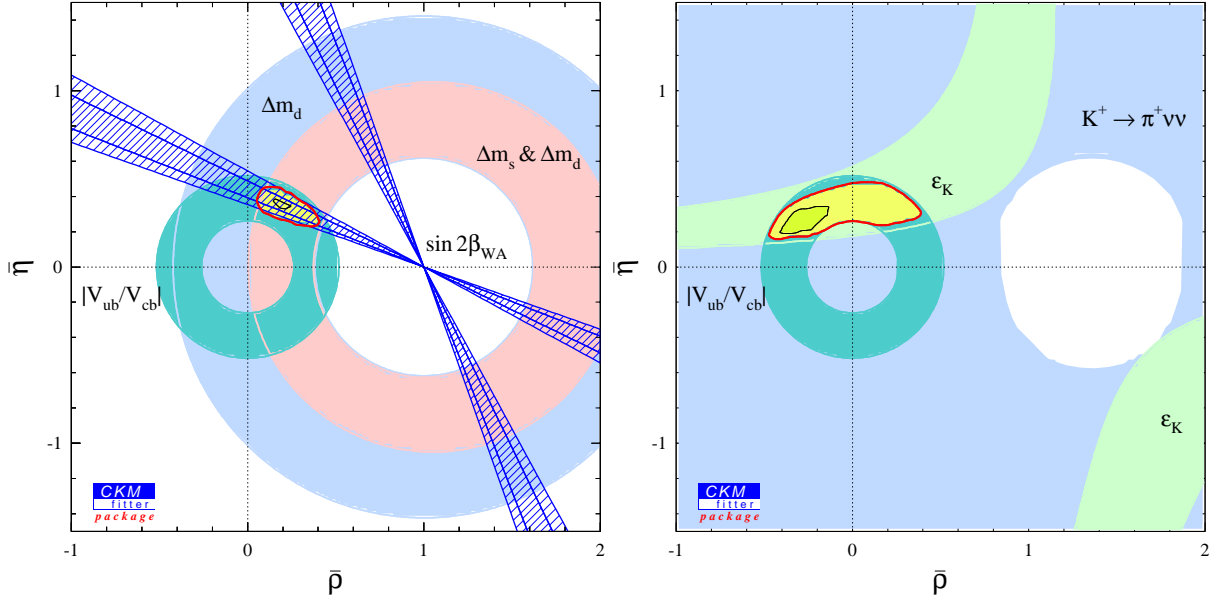 Δm_d
Δm_s & Δm_d
sin 2β_WA
|V_ub/V_cb|
1
0
-1
η̄
CKM
fitter
package
-1 0 1 2
ρ̄
K⁺ → π⁺νν
ε_K
|V_ub/V_cb|
ε_K
1
0
-1
η̄
CKM
fitter
package
-1 0 1 2
ρ̄